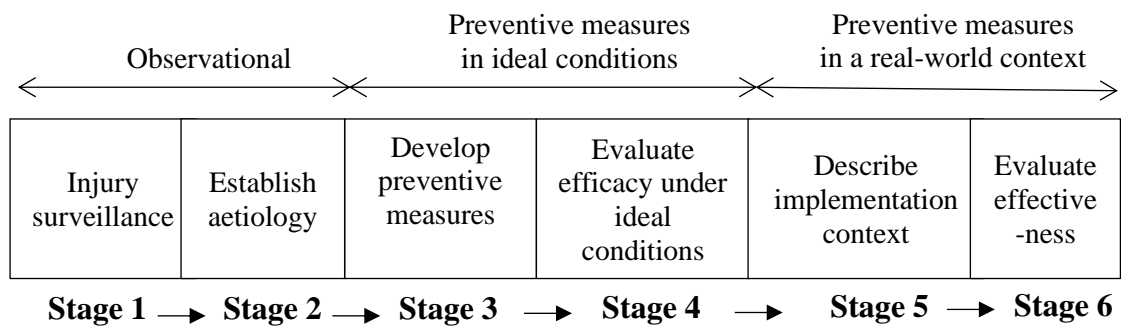 Observational
Preventive measures
in ideal conditions
Preventive measures
in a real-world context
Injury
surveillance
Establish
aetiology
Develop
preventive
measures
Evaluate
efficacy under
ideal
conditions
Describe
implementation
context
Evaluate
effective
-ness
Stage 1
Stage 2
Stage 3
Stage 4
Stage 5
Stage 6